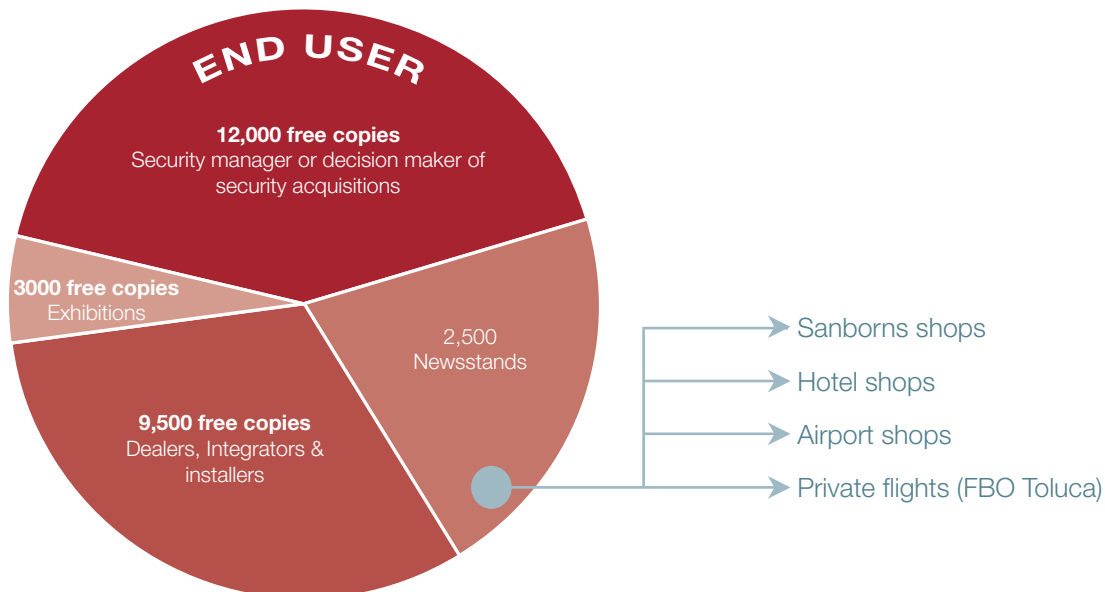 END USER
12,000 free copies
Security manager or decision maker of
security acquisitions
3000 free copies
Exhibitions
2,500
Newsstands
9,500 free copies
Dealers, Integrators &
installers
Sanborns shops
Hotel shops
Airport shops
Private flights (FBO Toluca)